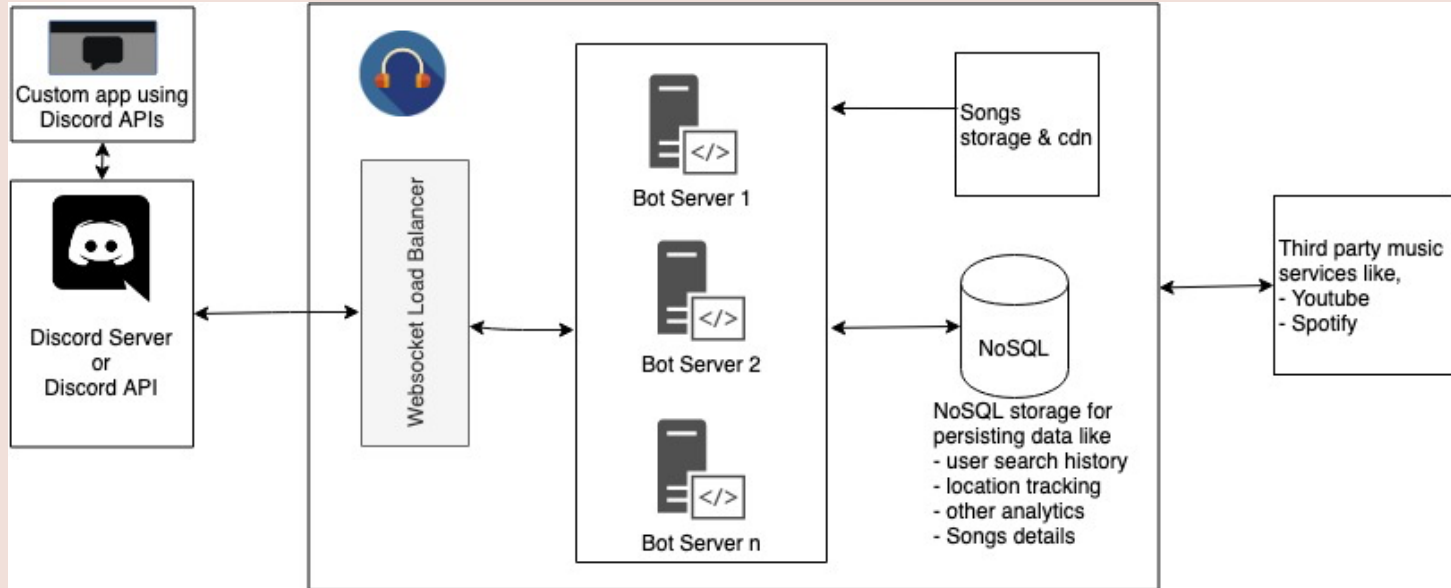 Custom app using
Discord APIs
Discord Server
or
Discord API
Websocket Load Balancer
</>
Bot Server 1
</>
Bot Server 2
</>
Bot Server n
Songs
storage & cdn
NoSQL
NoSQL storage for
persisting data like
- user search history
- location tracking
- other analytics
- Songs details
Third party music
services like,
- Youtube
- Spotify